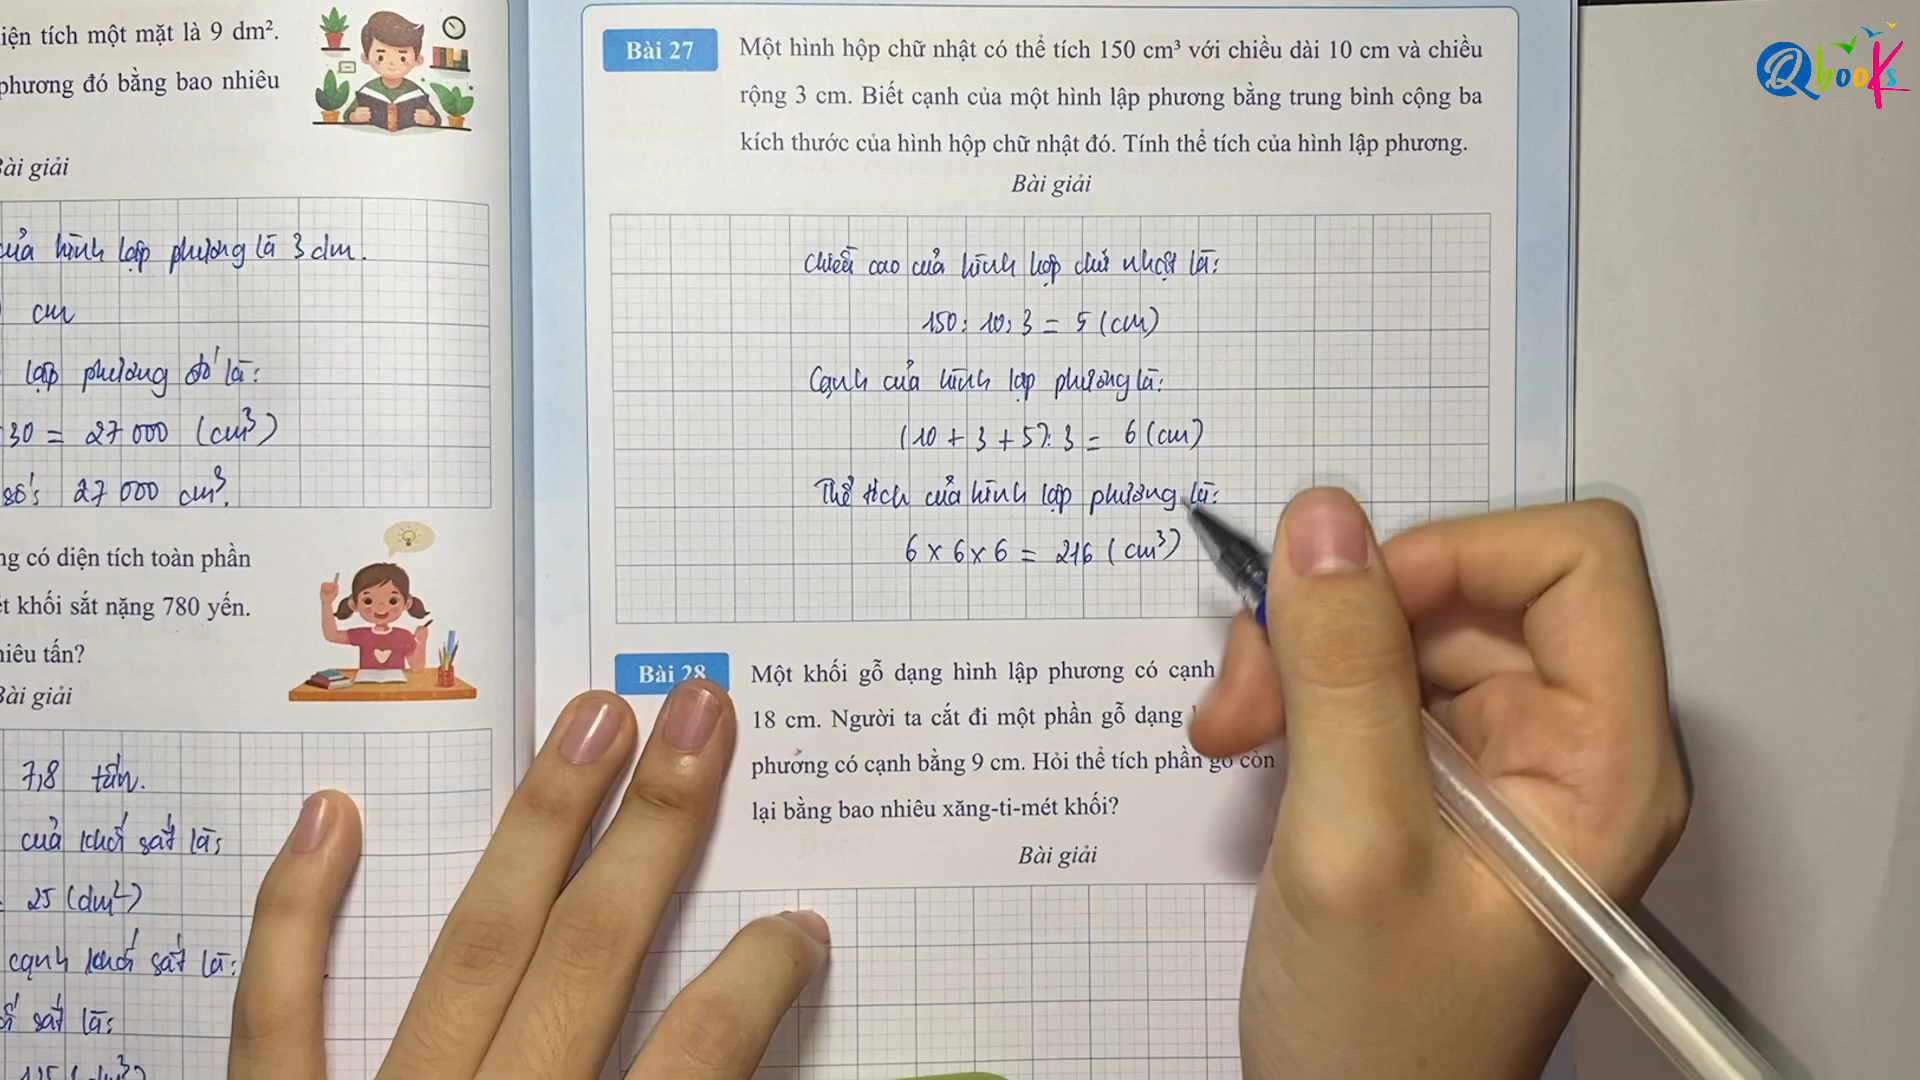 iện tích một mặt là 9 dm².
phương đó bằng bao nhiêu
Bài giải
của hình lập phương là 3 dm.
cm
lập phương đó là:
30 = 27 000 (cm³)
số: 27 000 cm³.
ng có diện tích toàn phần
ét khối sắt nặng 780 yến.
hiêu tấn?
Bài giải
7,8 tấn.
của khối sắt là:
25 (dm²)
cạnh khối sắt là:
sắt là:
Qbooks
Bài 27
Một hình hộp chữ nhật có thể tích 150 cm³ với chiều dài 10 cm và chiều
rộng 3 cm. Biết cạnh của một hình lập phương bằng trung bình cộng ba
kích thước của hình hộp chữ nhật đó. Tính thể tích của hình lập phương.
Bài giải
Chiều cao của hình hộp chữ nhật là:
150 : 10 : 3 = 5 (cm)
Cạnh của hình lập phương là:
(10 + 3 + 5) : 3 = 6 (cm)
Thể tích của hình lập phương là:
6 x 6 x 6 = 216 (cm³)
Bài 28
Một khối gỗ dạng hình lập phương có cạnh
18 cm. Người ta cắt đi một phần gỗ dạng
phương có cạnh bằng 9 cm. Hỏi thể tích phần gỗ còn
lại bằng bao nhiêu xăng-ti-mét khối?
Bài giải